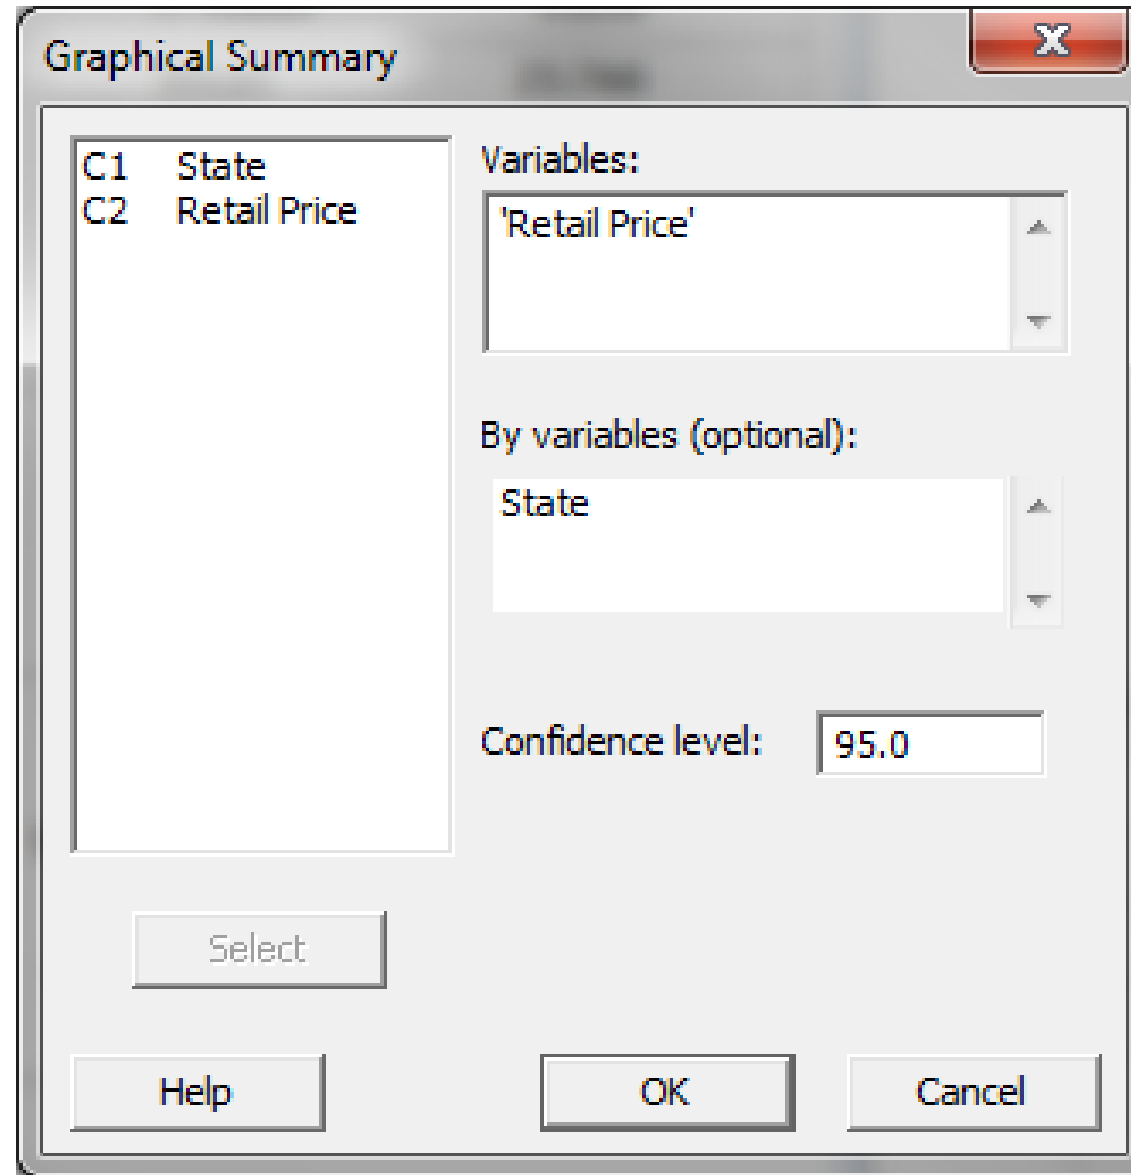 Graphical Summary
C1 State
C2 Retail Price
Variables:
'Retail Price'
By variables (optional):
State
Confidence level: 95.0
Select
Help OK Cancel